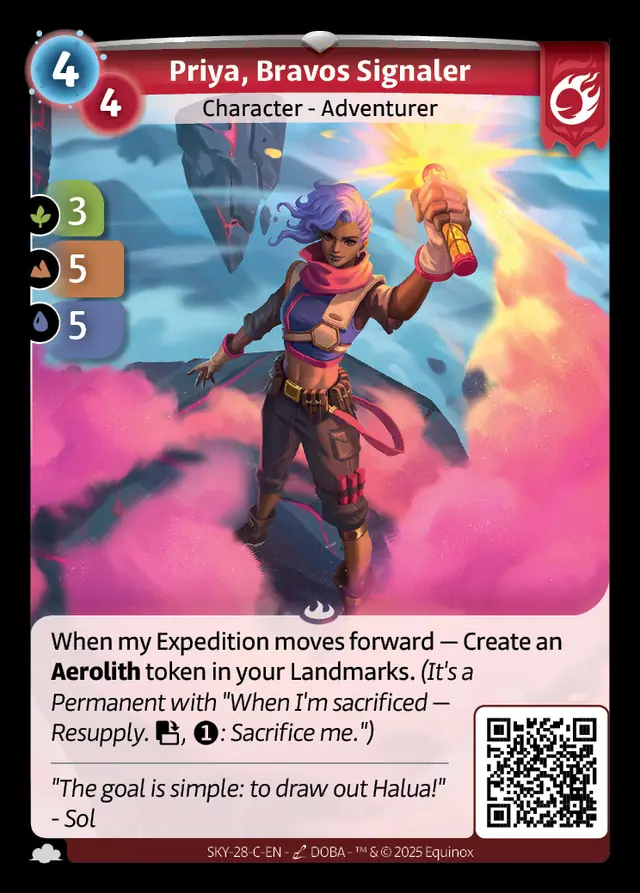 4
4
Priya, Bravos Signaler
Character - Adventurer
3
5
5
When my Expedition moves forward — Create an
Aerolith token in your Landmarks. (It's a
Permanent with "When I'm sacrificed —
Resupply. , 1: Sacrifice me.")
"The goal is simple: to draw out Halua!"
- Sol
SKY-28-C-EN - DOBA - ™ & © 2025 Equinox